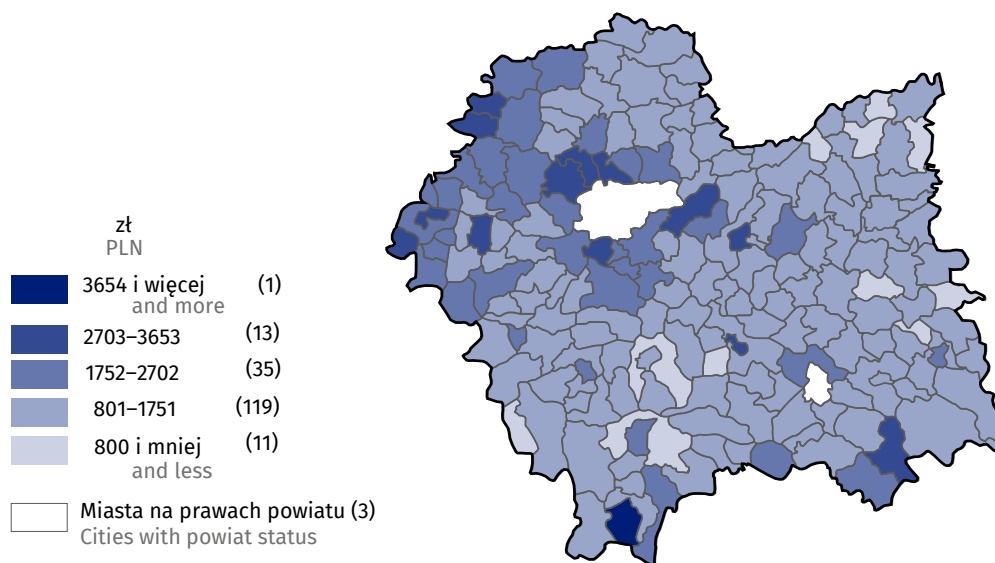 zł
PLN
3654 i więcej (1)
and more
2703–3653 (13)
1752–2702 (35)
801–1751 (119)
800 i mniej (11)
and less
Miasta na prawach powiatu (3)
Cities with powiat status